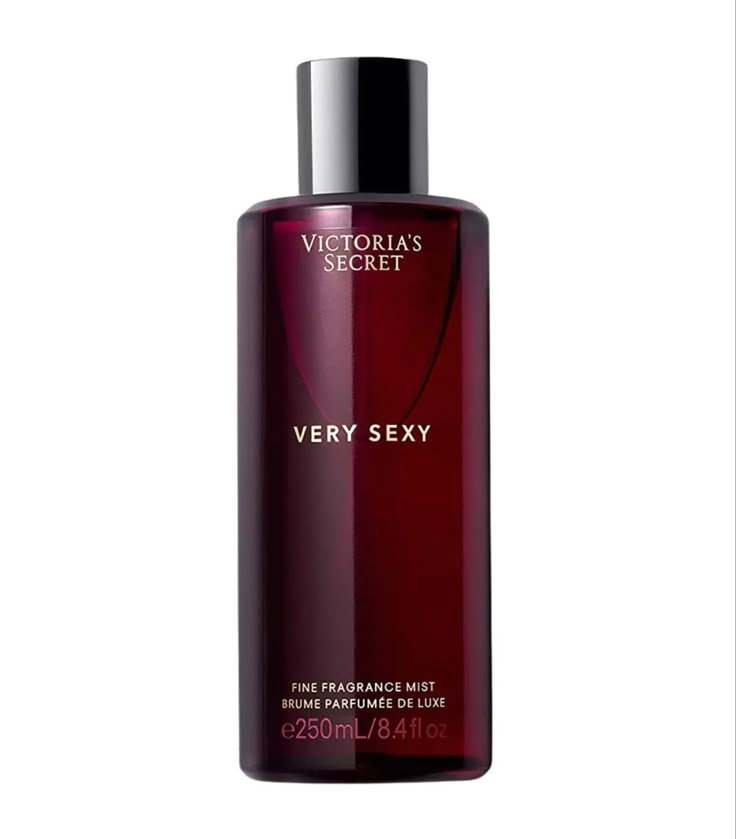 VICTORIA'S
SECRET
VERY SEXY
FINE FRAGRANCE MIST
BRUME PARFUMÉE DE LUXE
e250mL/8.4fl oz